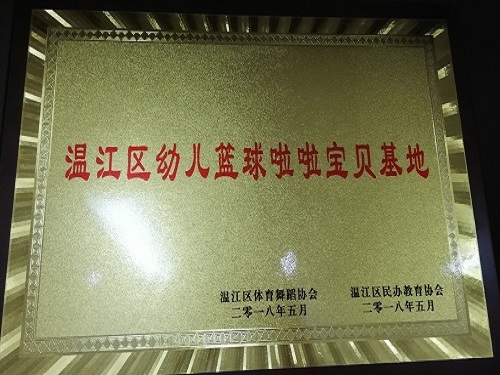 温江区幼儿篮球啦啦宝贝基地
温江区体育舞蹈协会 温江区民办教育协会
二零一八年五月 二零一八年五月